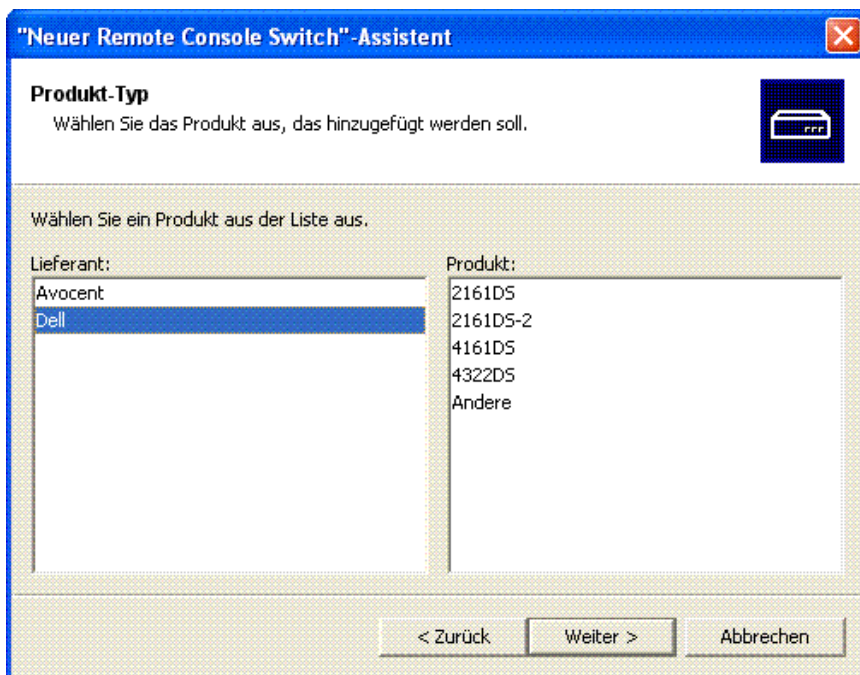 "Neuer Remote Console Switch"-Assistent
Produkt-Typ
Wählen Sie das Produkt aus, das hinzugefügt werden soll.
Wählen Sie ein Produkt aus der Liste aus.
Lieferant:
Avocent
Dell
Produkt:
2161DS
2161DS-2
4161DS
4322DS
Andere
< Zurück
Weiter >
Abbrechen